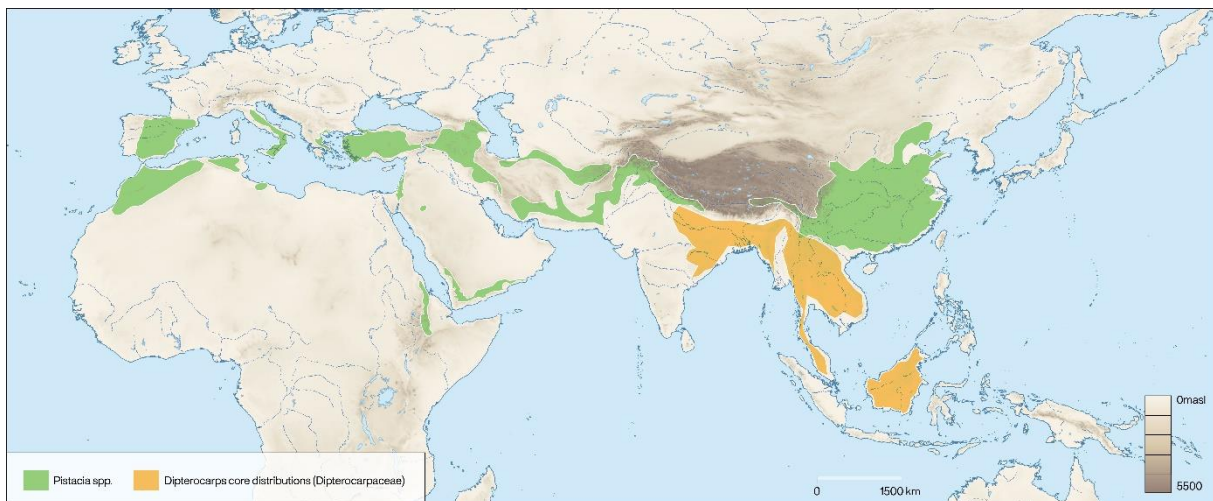 Pistacia spp.
Dipterocarps core distributions (Dipterocarpaceae)
0 1500 km
0masl
5500